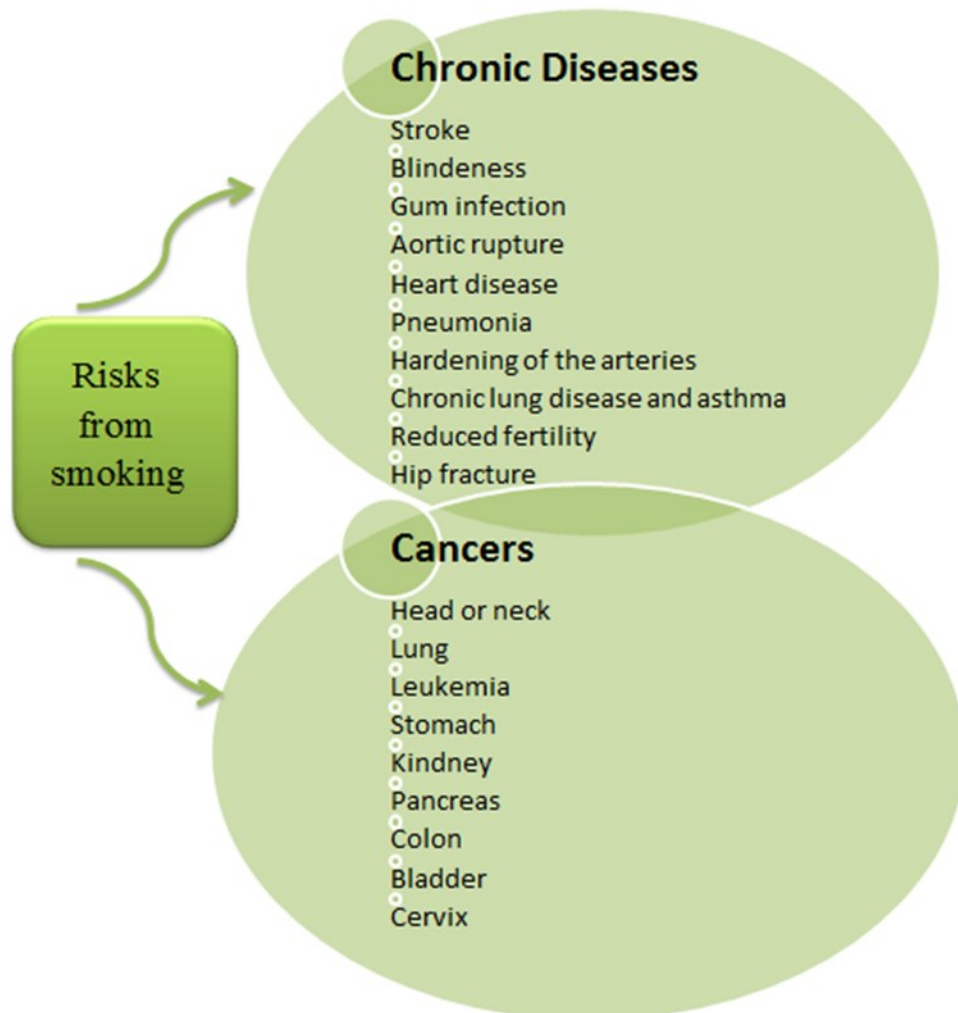 Chronic Diseases
Stroke
Blindeness
Gum infection
Aortic rupture
Heart disease
Pneumonia
Hardening of the arteries
Chronic lung disease and asthma
Reduced fertility
Hip fracture
Risks
from
smoking
Cancers
Head or neck
Lung
Leukemia
Stomach
Kindney
Pancreas
Colon
Bladder
Cervix